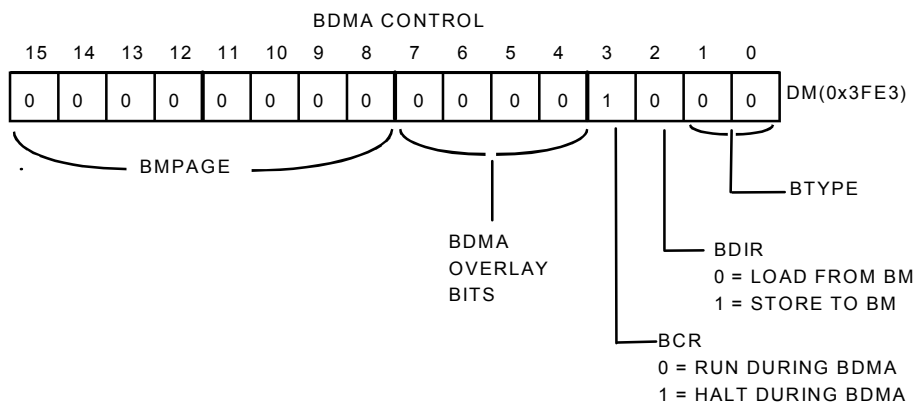 BDMA CONTROL
15 14 13 12 11 10 9 8 7 6 5 4 3 2 1 0
0 0 0 0 0 0 0 0 0 0 0 0 1 0 0 0 DM(0x3FE3)
BMPAGE
BTYPE
BDMA
OVERLAY
BITS
BDIR
0 = LOAD FROM BM
1 = STORE TO BM
BCR
0 = RUN DURING BDMA
1 = HALT DURING BDMA